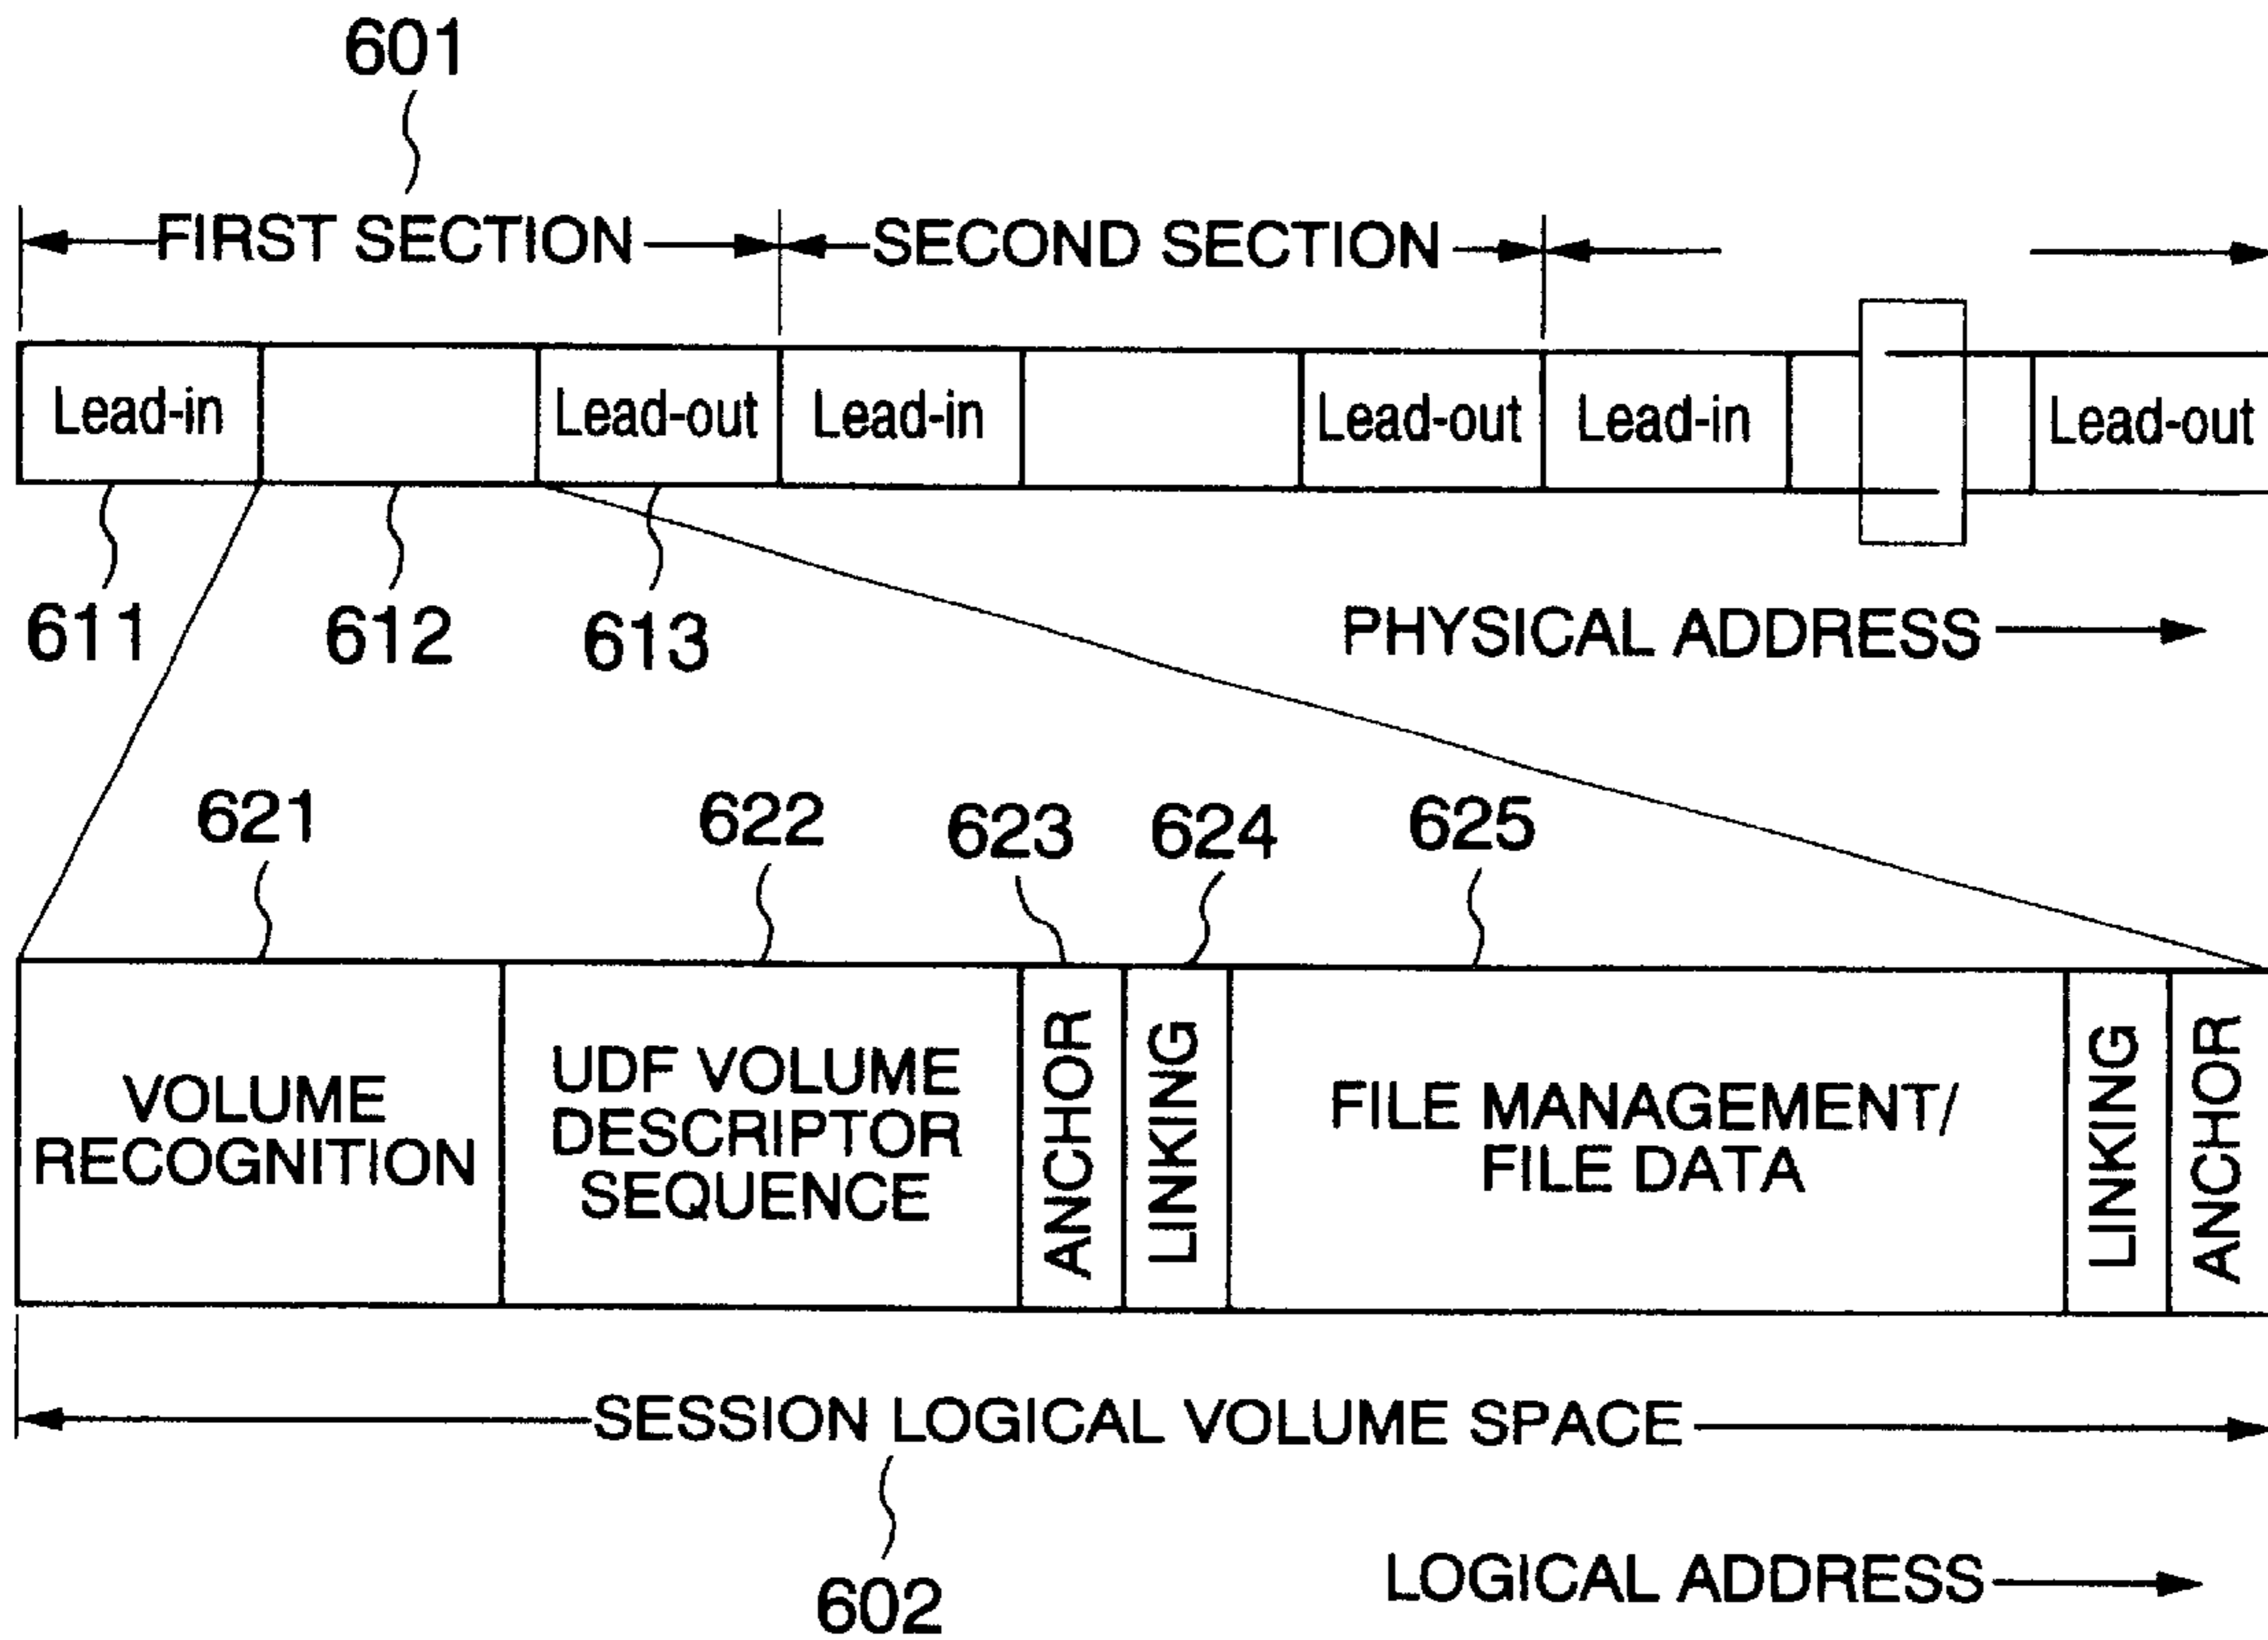 601
FIRST SECTION
SECOND SECTION
Lead-in
Lead-out
Lead-in
Lead-out
Lead-in
Lead-out
611
612
613
PHYSICAL ADDRESS
621
622
623
624
625
VOLUME
RECOGNITION
UDF VOLUME
DESCRIPTOR
SEQUENCE
ANCHOR
LINKING
FILE MANAGEMENT/
FILE DATA
LINKING
ANCHOR
SESSION LOGICAL VOLUME SPACE
602
LOGICAL ADDRESS